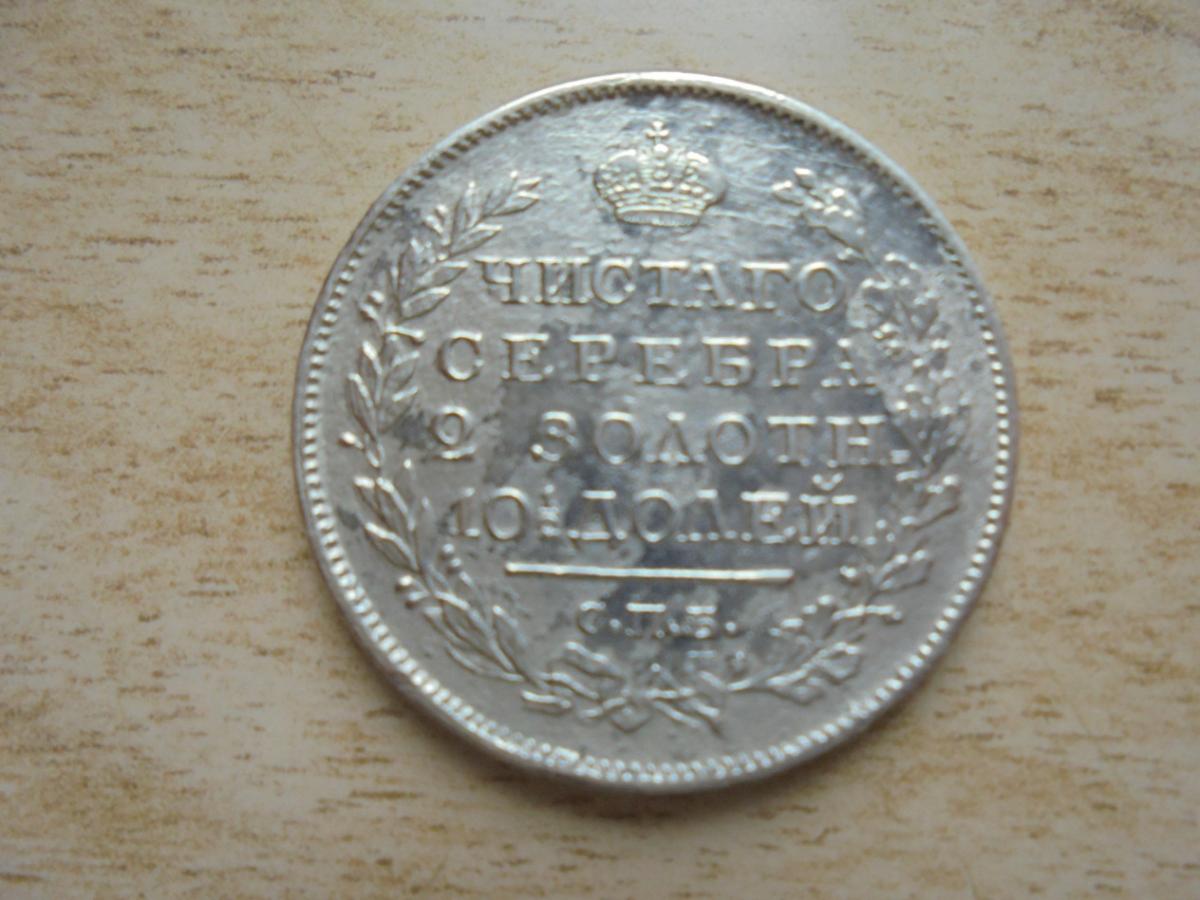 ЧИСТАГО
СЕРЕБРА
2 ЗОЛОТН.
10½ ДОЛЕЙ.
С.П.Б.